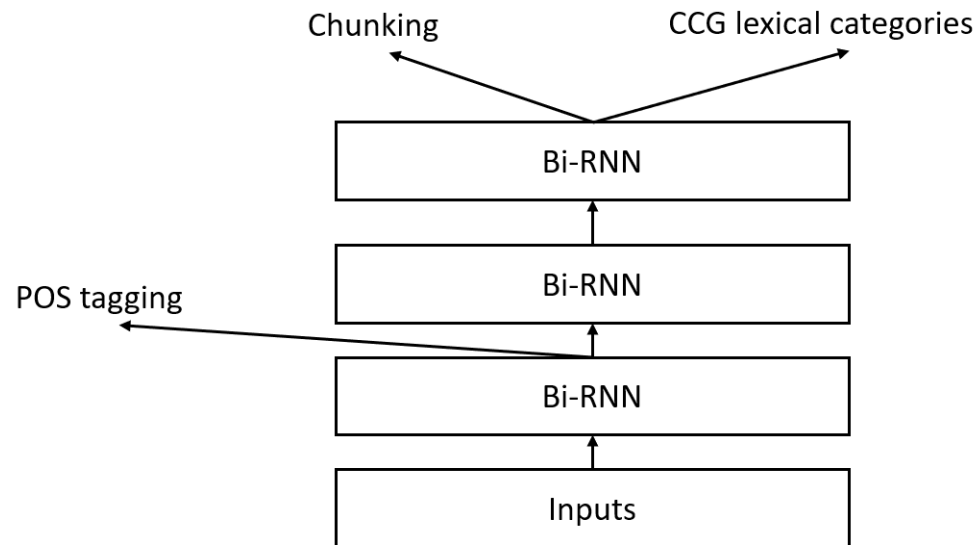 Chunking
CCG lexical categories
Bi-RNN
Bi-RNN
POS tagging
Bi-RNN
Inputs